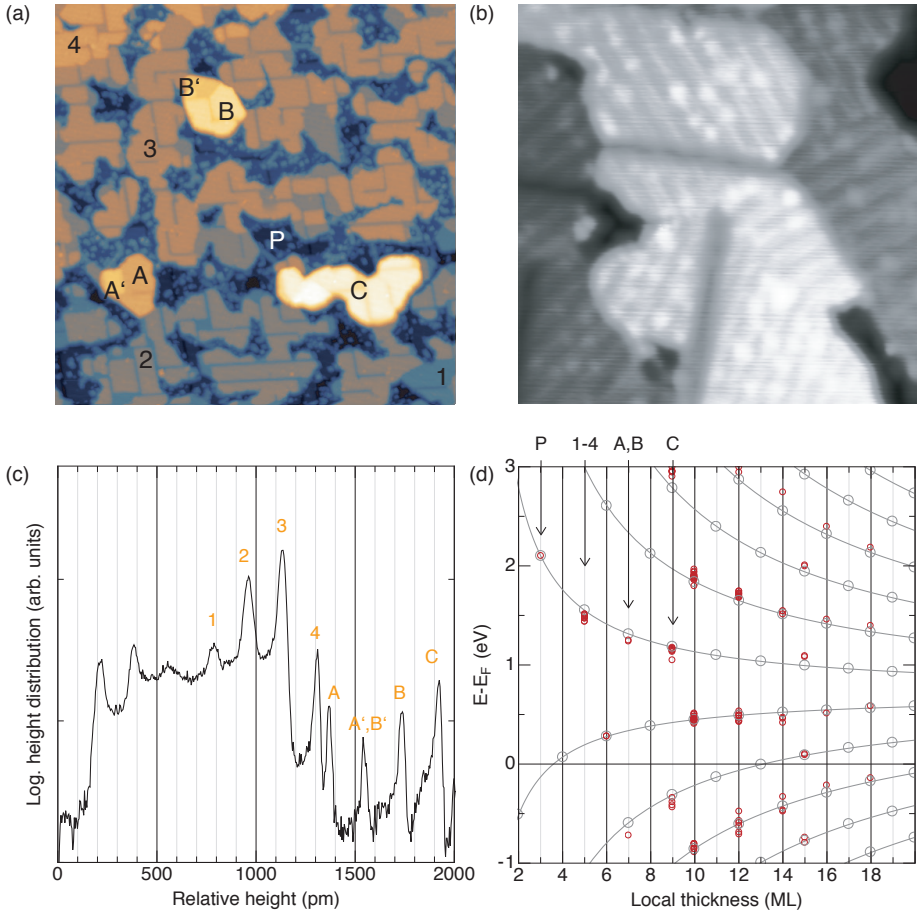 (a)
4
B‘
B
3
P
A
A‘
C
2
1
(b)
(c)
Log. height distribution (arb. units)
1
2
3
4
A
A‘,B‘
B
C
0
500
1000
1500
2000
Relative height (pm)
P
1-4
A,B
C
(d)
E-EF (eV)
3
2
1
0
-1
2
4
6
8
10
12
14
16
18
20
Local thickness (ML)